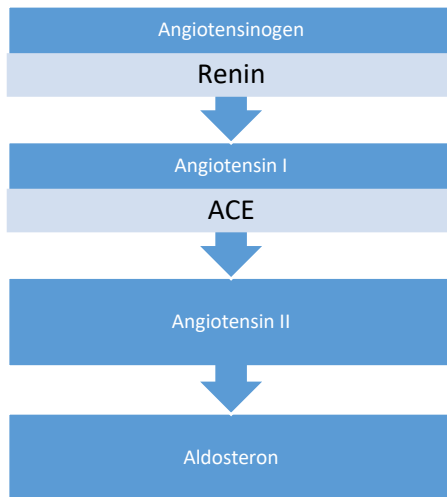 Angiotensinogen
Renin
Angiotensin I
ACE
Angiotensin II
Aldosteron